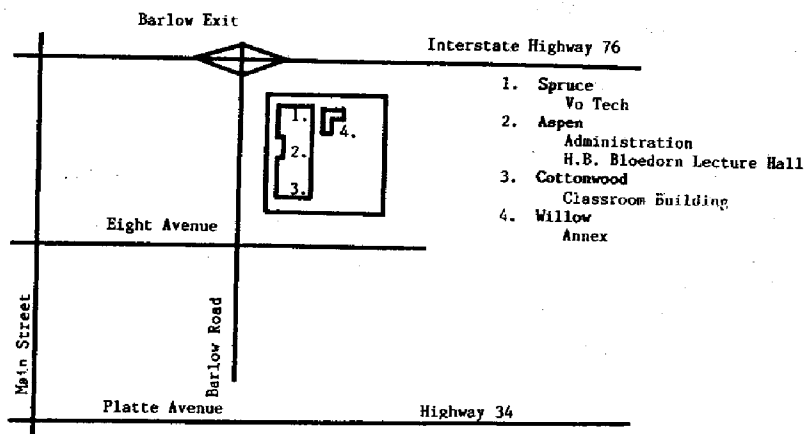 Barlow Exit
Interstate Highway 76
1. Spruce
Vo Tech
2. Aspen
Administration
H.B. Bloedorn Lecture Hall
3. Cottonwood
Classroom Building
4. Willow
Annex
1.
4.
2.
3.
Eight Avenue
Main Street
Barlow Road
Platte Avenue
Highway 34